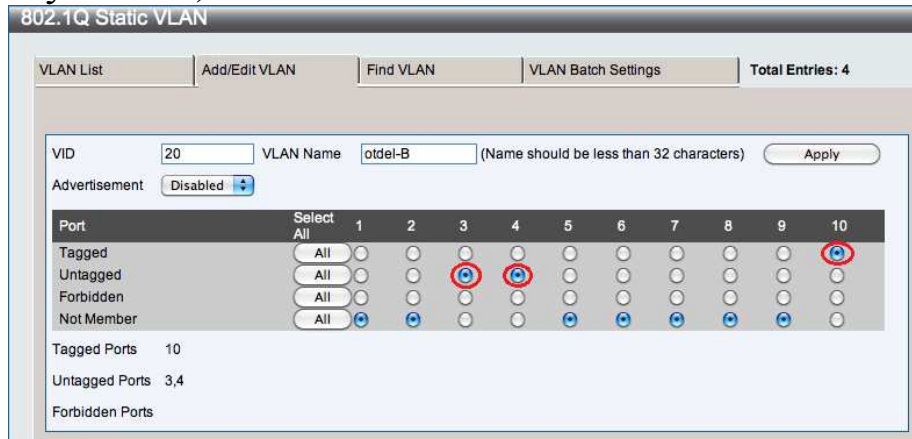 802.1Q Static VLAN
VLAN List Add/Edit VLAN Find VLAN VLAN Batch Settings Total Entries: 4
VID 20 VLAN Name otdel-B (Name should be less than 32 characters) Apply
Advertisement Disabled
Port Select All 1 2 3 4 5 6 7 8 9 10
Tagged All
Untagged All
Forbidden All
Not Member All
Tagged Ports 10
Untagged Ports 3,4
Forbidden Ports